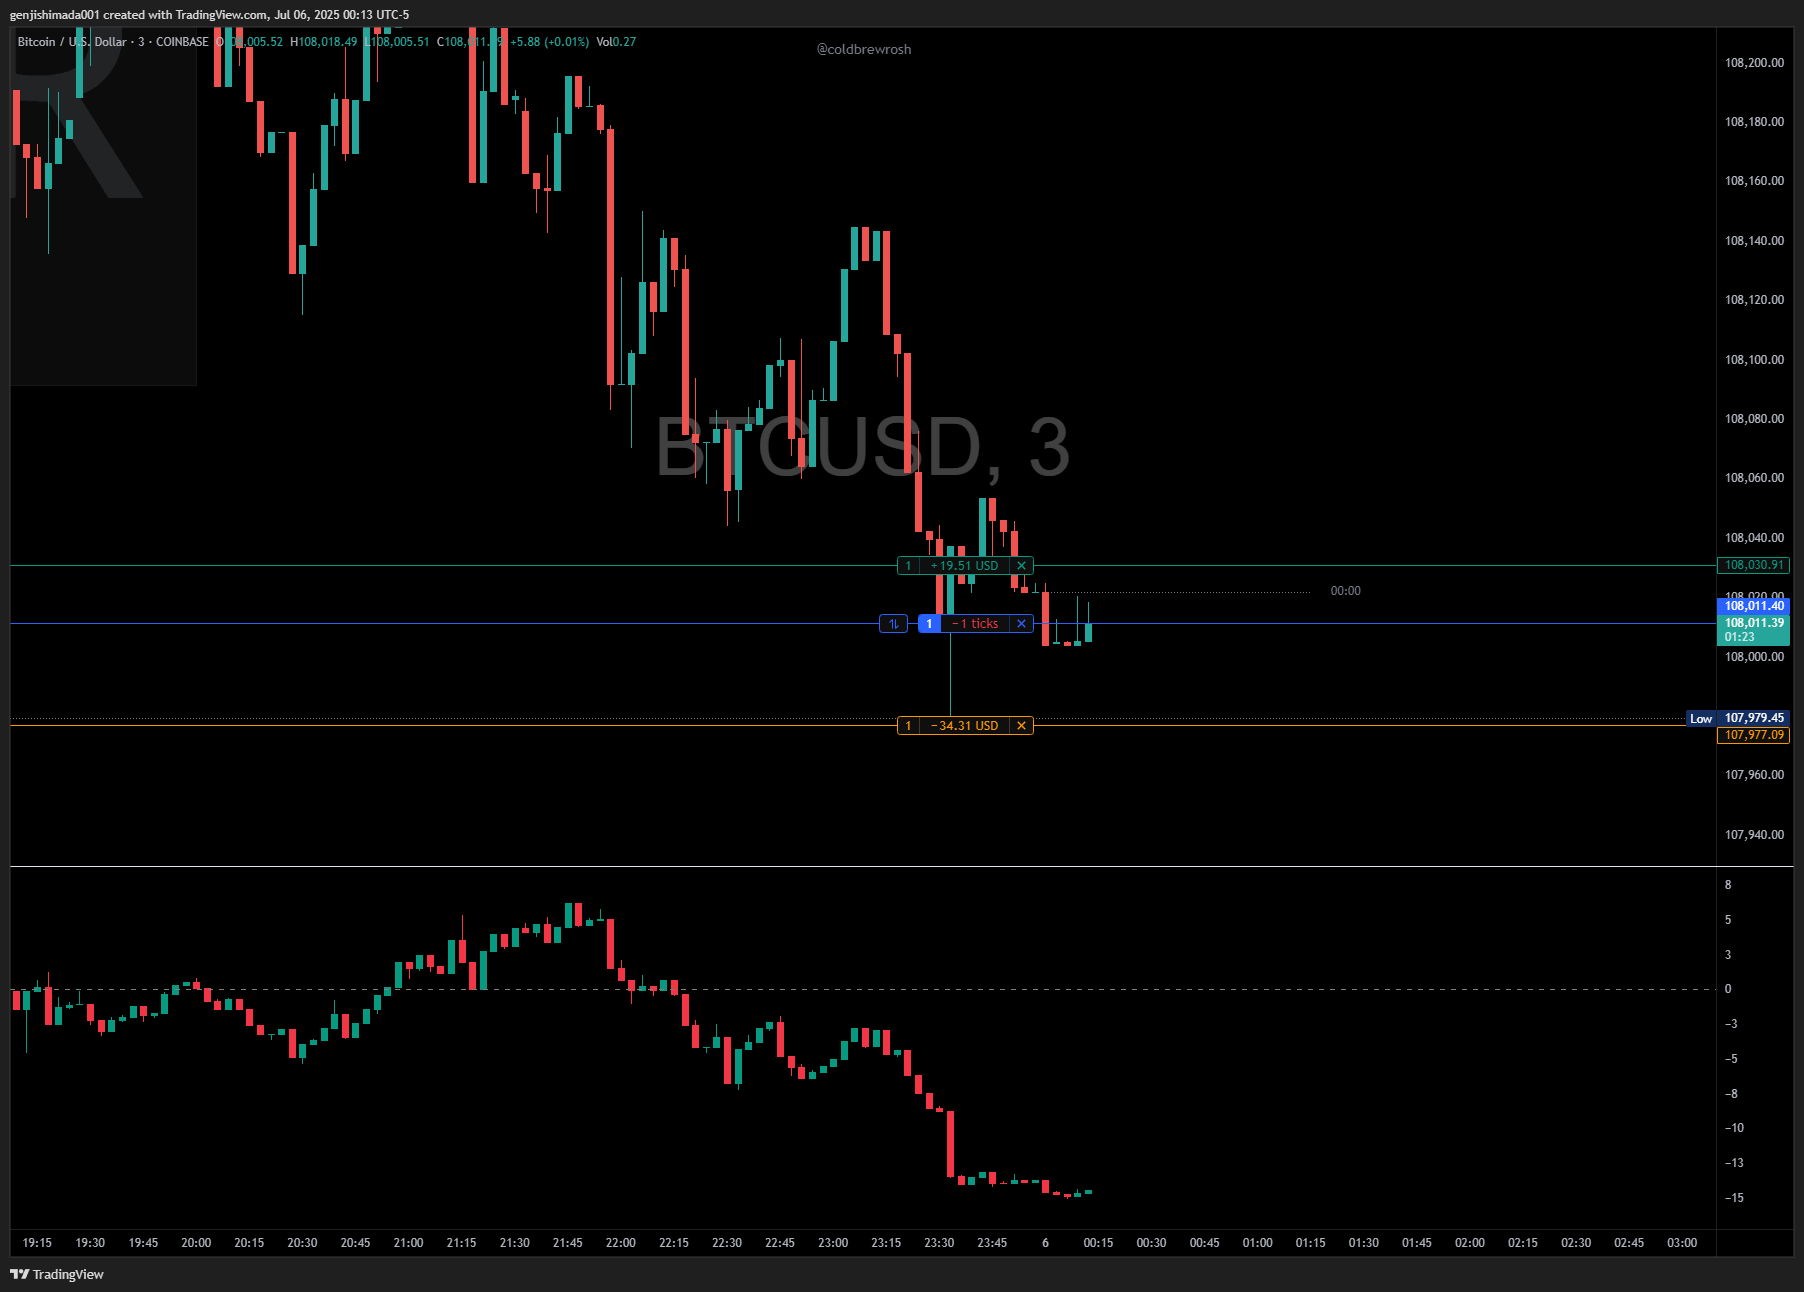 genjishimada001 created with TradingView.com, Jul 06, 2025 00:13 UTC-5
Bitcoin / U.S. Dollar · 3 · COINBASE H108,018.49 L108,005.51 +5.88 (+0.01%) Vol0.27
@coldbrewrosh
R
BTCUSD, 3
108,200.00
108,180.00
108,160.00
108,140.00
108,120.00
108,100.00
108,080.00
108,060.00
108,040.00
1 +19.51 USD ✕ 108,030.91
00:00
108,020.00
108,011.40
1 −1 ticks ✕ 108,011.39
01:23
108,000.00
Low 107,979.45
1 −34.31 USD ✕ 107,977.09
107,960.00
107,940.00
8
5
3
0
−3
−5
−8
−10
−13
−15
19:15 19:30 19:45 20:00 20:15 20:30 20:45 21:00 21:15 21:30 21:45 22:00 22:15 22:30 22:45 23:00 23:15 23:30 23:45 6 00:15 00:30 00:45 01:00 01:15 01:30 01:45 02:00 02:15 02:30 02:45 03:00
TradingView